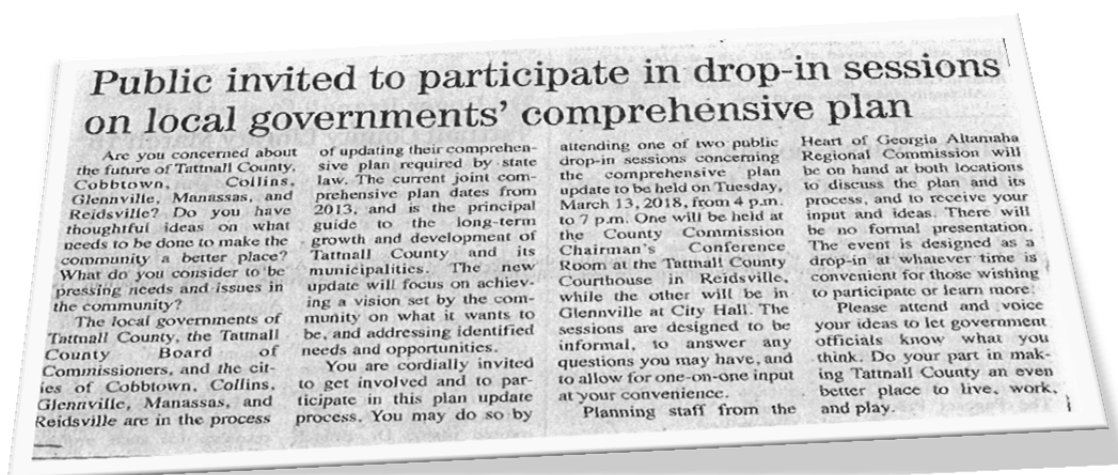 Public invited to participate in drop-in sessions
on local governments' comprehensive plan
Are you concerned about
the future of Tattnall County,
Cobbtown, Collins,
Glennville, Manassas, and
Reidsville? Do you have
thoughtful ideas on what
needs to be done to make the
community a better place?
What do you consider to be
pressing needs and issues in
the community?
The local governments of
Tattnall County, the Tattnall
County Board of
Commissioners, and the cit-
ies of Cobbtown, Collins,
Glennville, Manassas, and
Reidsville are in the process
of updating their comprehen-
sive plan required by state
law. The current joint com-
prehensive plan dates from
2013, and is the principal
guide to the long-term
growth and development of
Tattnall County and its
municipalities. The new
update will focus on achiev-
ing a vision set by the com-
munity on what it wants to
be, and addressing identified
needs and opportunities.
You are cordially invited
to get involved and to par-
ticipate in this plan update
process. You may do so by
attending one of two public
drop-in sessions concerning
the comprehensive plan
update to be held on Tuesday,
March 13, 2018, from 4 p.m.
to 7 p.m. One will be held at
the County Commission
Chairman's Conference
Room at the Tattnall County
Courthouse in Reidsville,
while the other will be in
Glennville at City Hall. The
sessions are designed to be
informal, to answer any
questions you may have, and
to allow for one-on-one input
at your convenience.
Planning staff from the
Heart of Georgia Altamaha
Regional Commission will
be on hand at both locations
to discuss the plan and its
process, and to receive your
input and ideas. There will
be no formal presentation.
The event is designed as a
drop-in at whatever time is
convenient for those wishing
to participate or learn more.
Please attend and voice
your ideas to let government
officials know what you
think. Do your part in mak-
ing Tattnall County an even
better place to live, work,
and play.